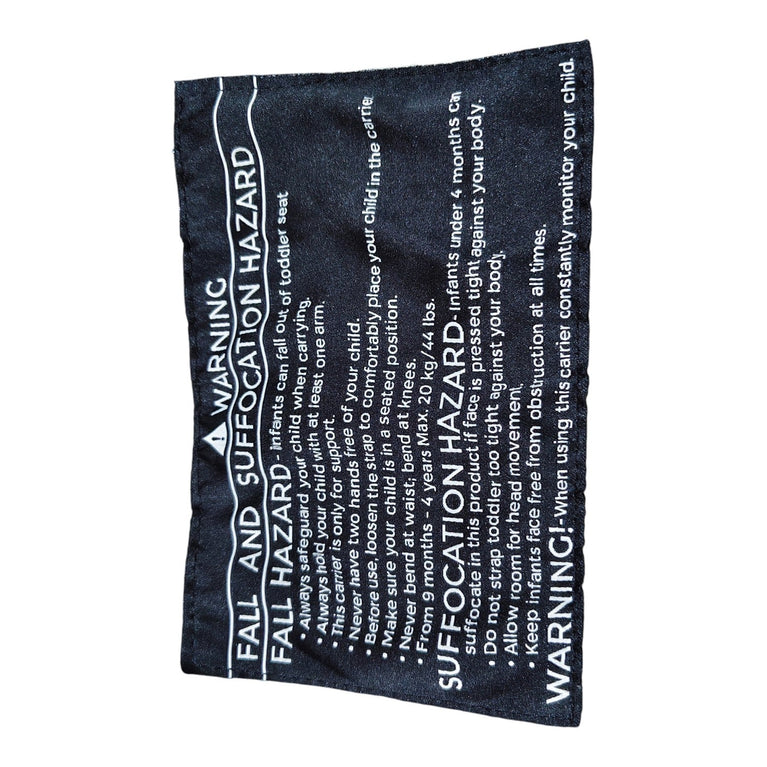 ⚠ WARNING
FALL AND SUFFOCATION HAZARD
FALL HAZARD - Infants can fall out of toddler seat
• Always safeguard your child when carrying.
• Always hold your child with at least one arm.
• This carrier is only for support.
• Never have two hands free of your child.
• Before use, loosen the strap to comfortably place your child in the carrier
• Make sure your child is in a seated position.
• Never bend at waist; bend at knees.
• From 9 months - 4 years Max. 20 kg/44 lbs.
SUFFOCATION HAZARD - Infants under 4 months can
suffocate in this product if face is pressed tight against your body.
• Do not strap toddler too tight against your body.
• Allow room for head movement.
• Keep infants face free from obstruction at all times.
WARNING! - When using this carrier constantly monitor your child.